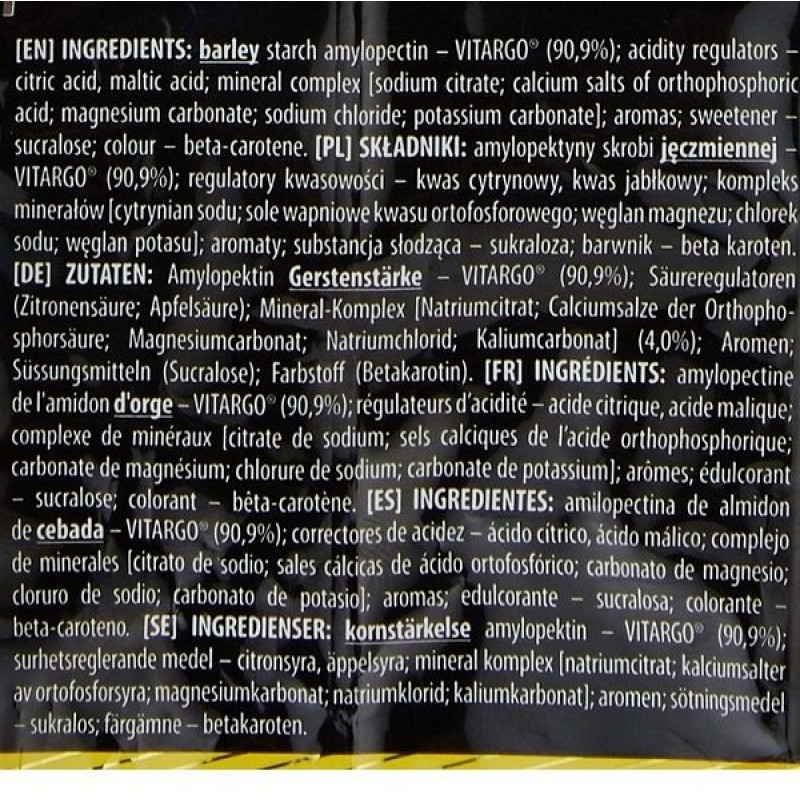 [EN] INGREDIENTS: barley starch amylopectin – VITARGO® (90,9%); acidity regulators –
citric acid, maltic acid; mineral complex [sodium citrate; calcium salts of orthophosphoric
acid; magnesium carbonate; sodium chloride; potassium carbonate]; aromas; sweetener –
sucralose; colour – beta-carotene. [PL] SKŁADNIKI: amylopektyny skrobi jęczmiennej –
VITARGO® (90,9%); regulatory kwasowości – kwas cytrynowy, kwas jabłkowy; kompleks
minerałów [cytrynian sodu; sole wapniowe kwasu ortofosforowego; węglan magnezu; chlorek
sodu; węglan potasu]; aromaty; substancja słodząca – sukraloza; barwnik – beta karoten.
[DE] ZUTATEN: Amylopektin Gerstenstärke – VITARGO® (90,9%); Säureregulatoren
(Zitronensäure; Apfelsäure); Mineral-Komplex [Natriumcitrat; Calciumsalze der Orthopho-
sphorsäure; Magnesiumcarbonat; Natriumchlorid; Kaliumcarbonat] (4,0%); Aromen;
Süssungsmitteln (Sucralose); Farbstoff (Betakarotin). [FR] INGRÉDIENTS: amylopectine
de l'amidon d'orge – VITARGO® (90,9%); régulateurs d'acidité – acide citrique, acide malique;
complexe de minéraux [citrate de sodium; sels calciques de l'acide orthophosphorique;
carbonate de magnésium; chlorure de sodium; carbonate de potassium]; arômes; édulcorant
– sucralose; colorant – bêta-carotène. [ES] INGREDIENTES: amilopectina de almidon
de cebada – VITARGO® (90,9%); correctores de acidez – ácido cítrico, ácido málico; complejo
de minerales [citrato de sodio; sales cálcicas de ácido ortofosfórico; carbonato de magnesio;
cloruro de sodio; carbonato de potasio]; aromas; edulcorante – sucralosa; colorante –
beta-caroteno. [SE] INGREDIENSER: kornstärkelse amylopektin – VITARGO® (90,9%);
surhetsreglerande medel – citronsyra, äppelsyra; mineral komplex [natriumcitrat; kalciumsalter
av ortofosforsyra; magnesiumkarbonat; natriumklorid; kaliumkarbonat]; aromen; sötningsmedel
– sukralos; färgämne – betakaroten.